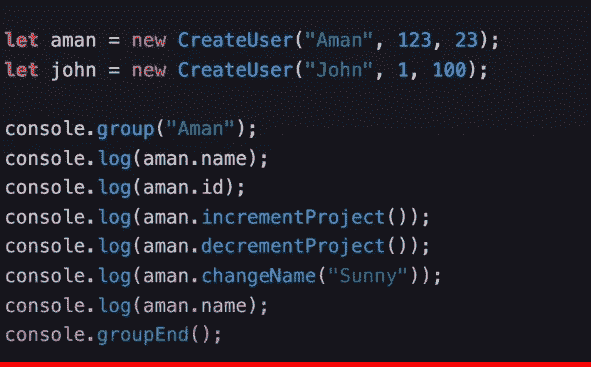 let aman = new CreateUser("Aman", 123, 23);
let john = new CreateUser("John", 1, 100);
console.group("Aman");
console.log(aman.name);
console.log(aman.id);
console.log(aman.incrementProject());
console.log(aman.decrementProject());
console.log(aman.changeName("Sunny"));
console.log(aman.name);
console.groupEnd();